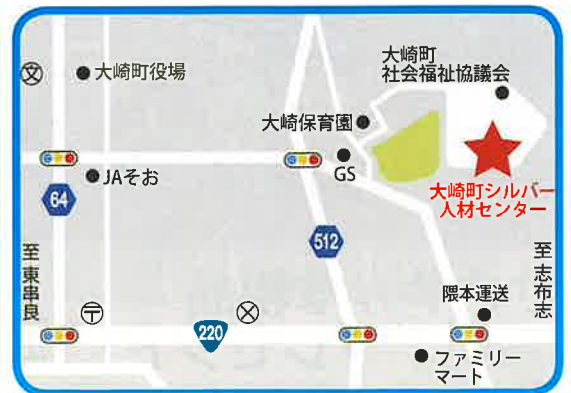 大崎町
社会福祉協議会
文
大崎町役場
大崎保育園
JAそお
GS
大崎町シルバー
人材センター
64
512
至東串良
至志布志
隈本運送
〒
220
ファミリー
マート